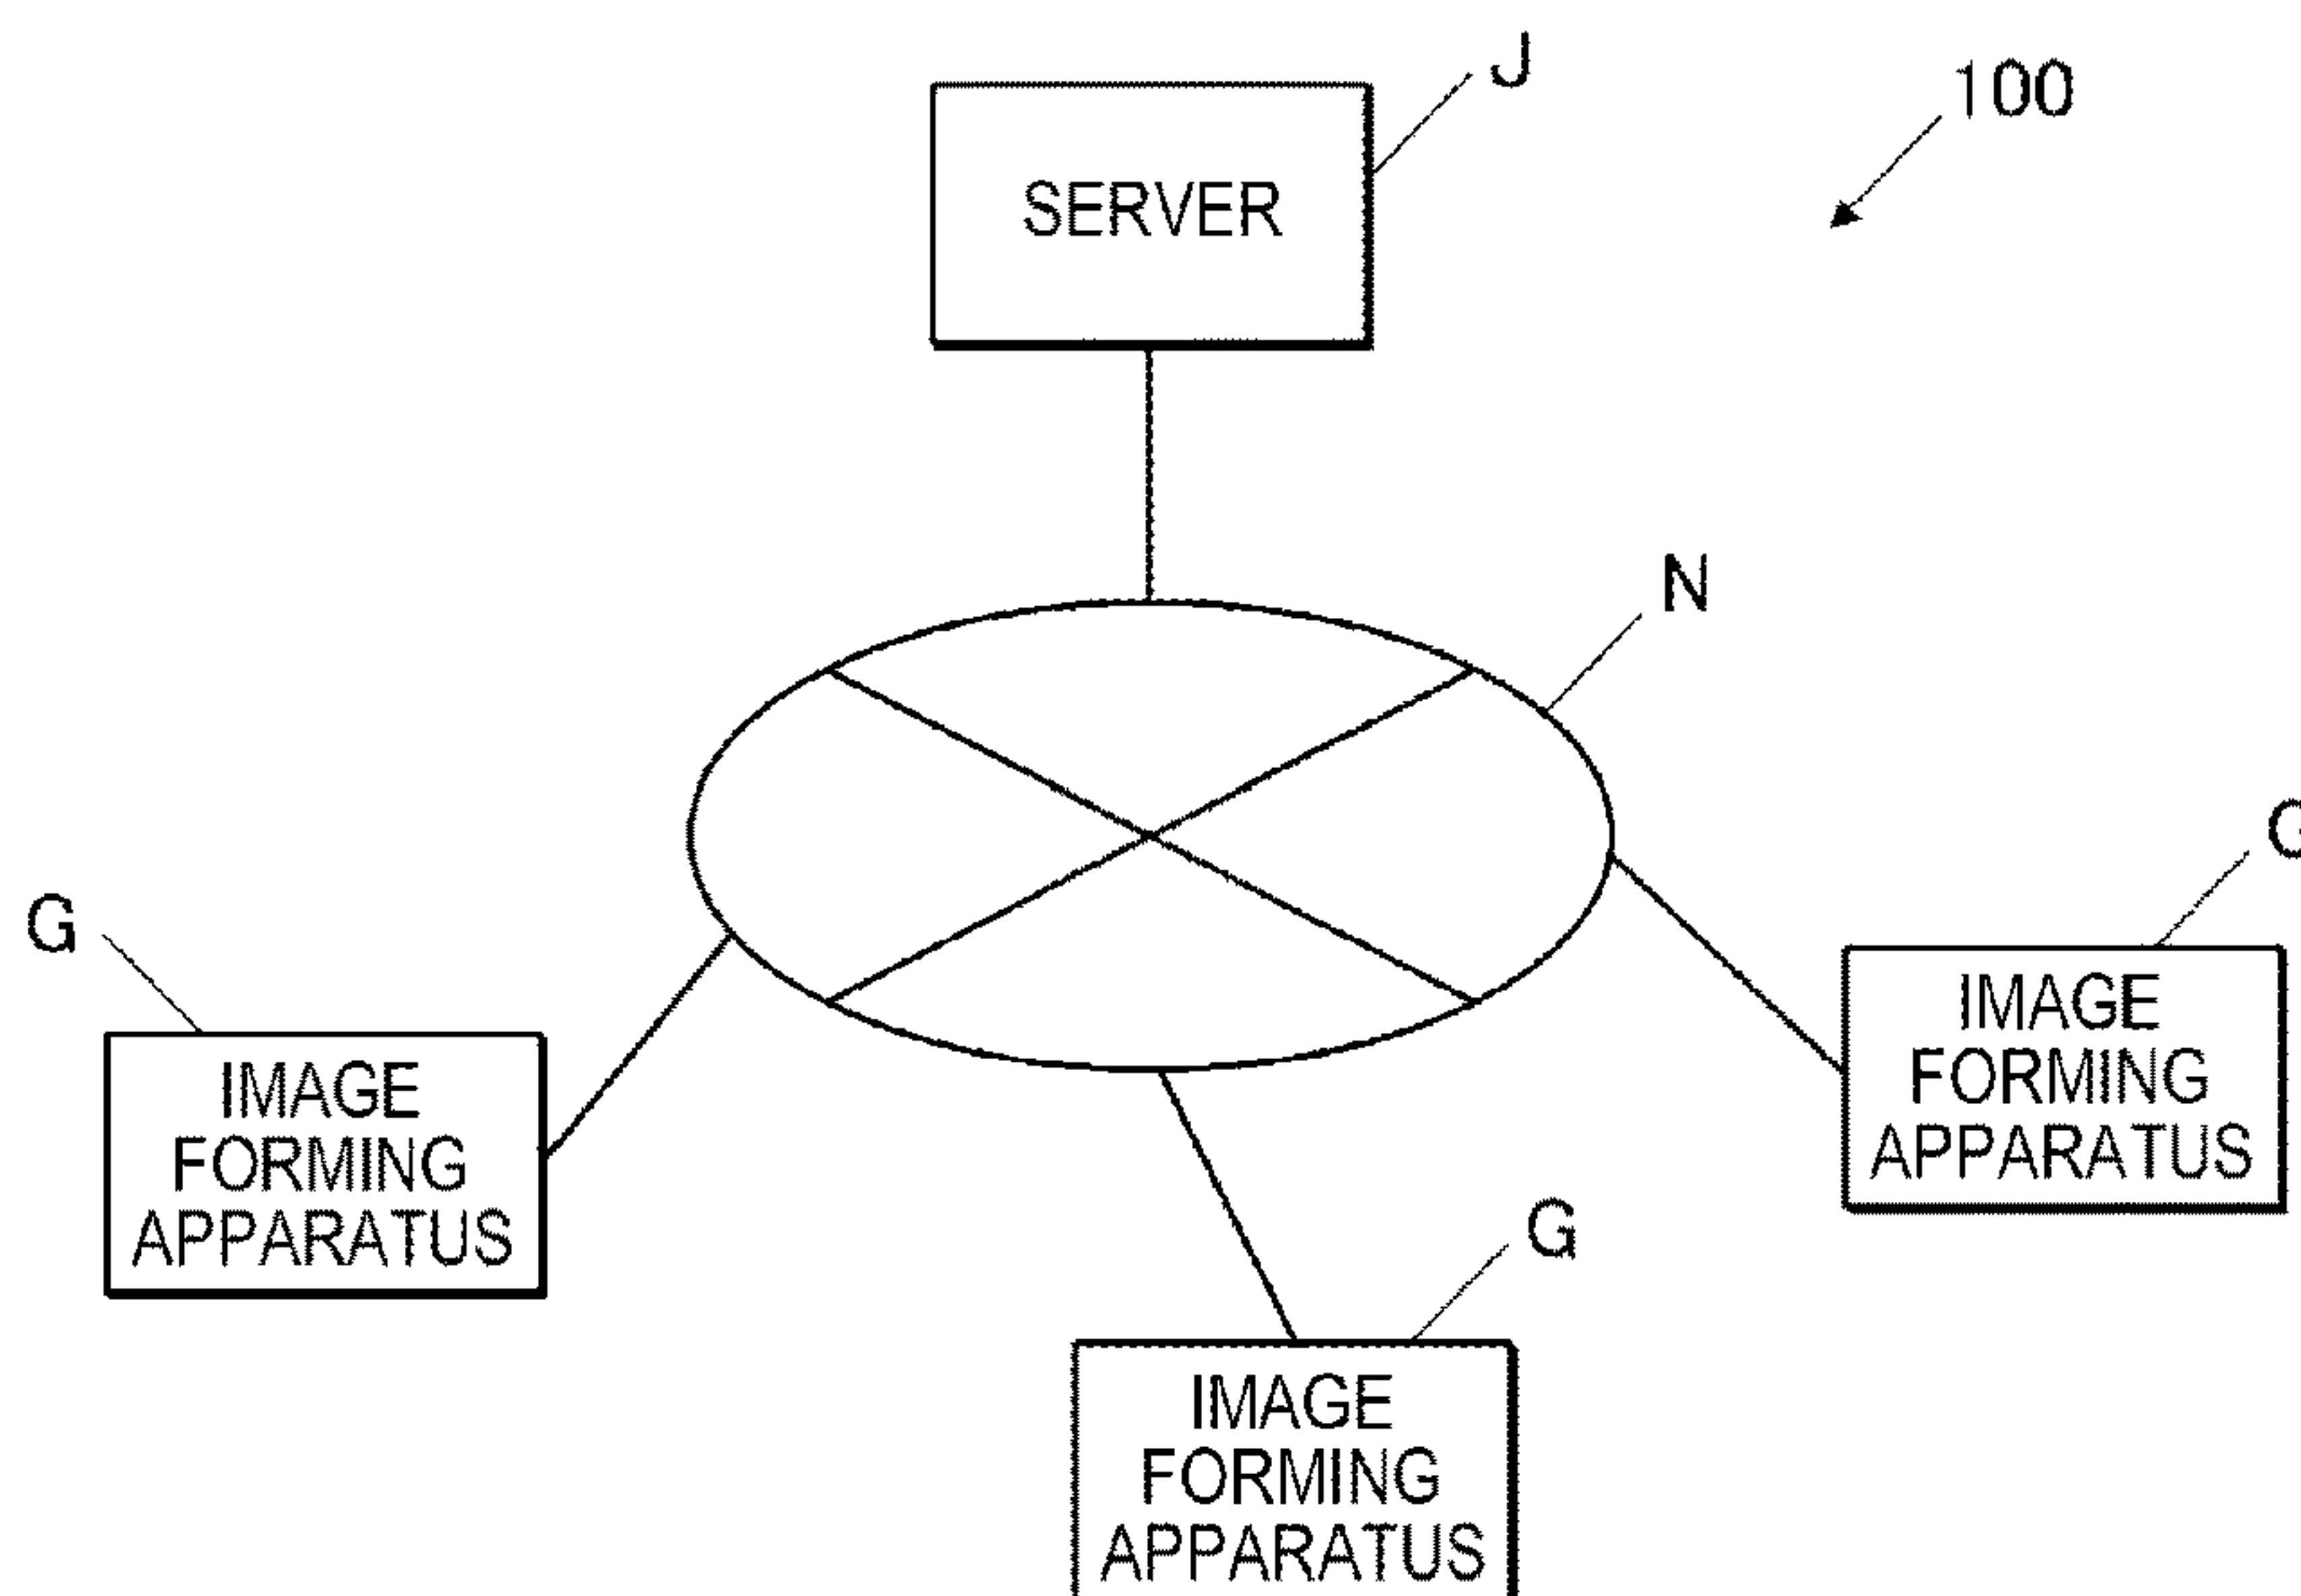 J
100
SERVER
N
G
G
IMAGE
FORMING
APPARATUS
IMAGE
FORMING
APPARATUS
G
IMAGE
FORMING
APPARATUS